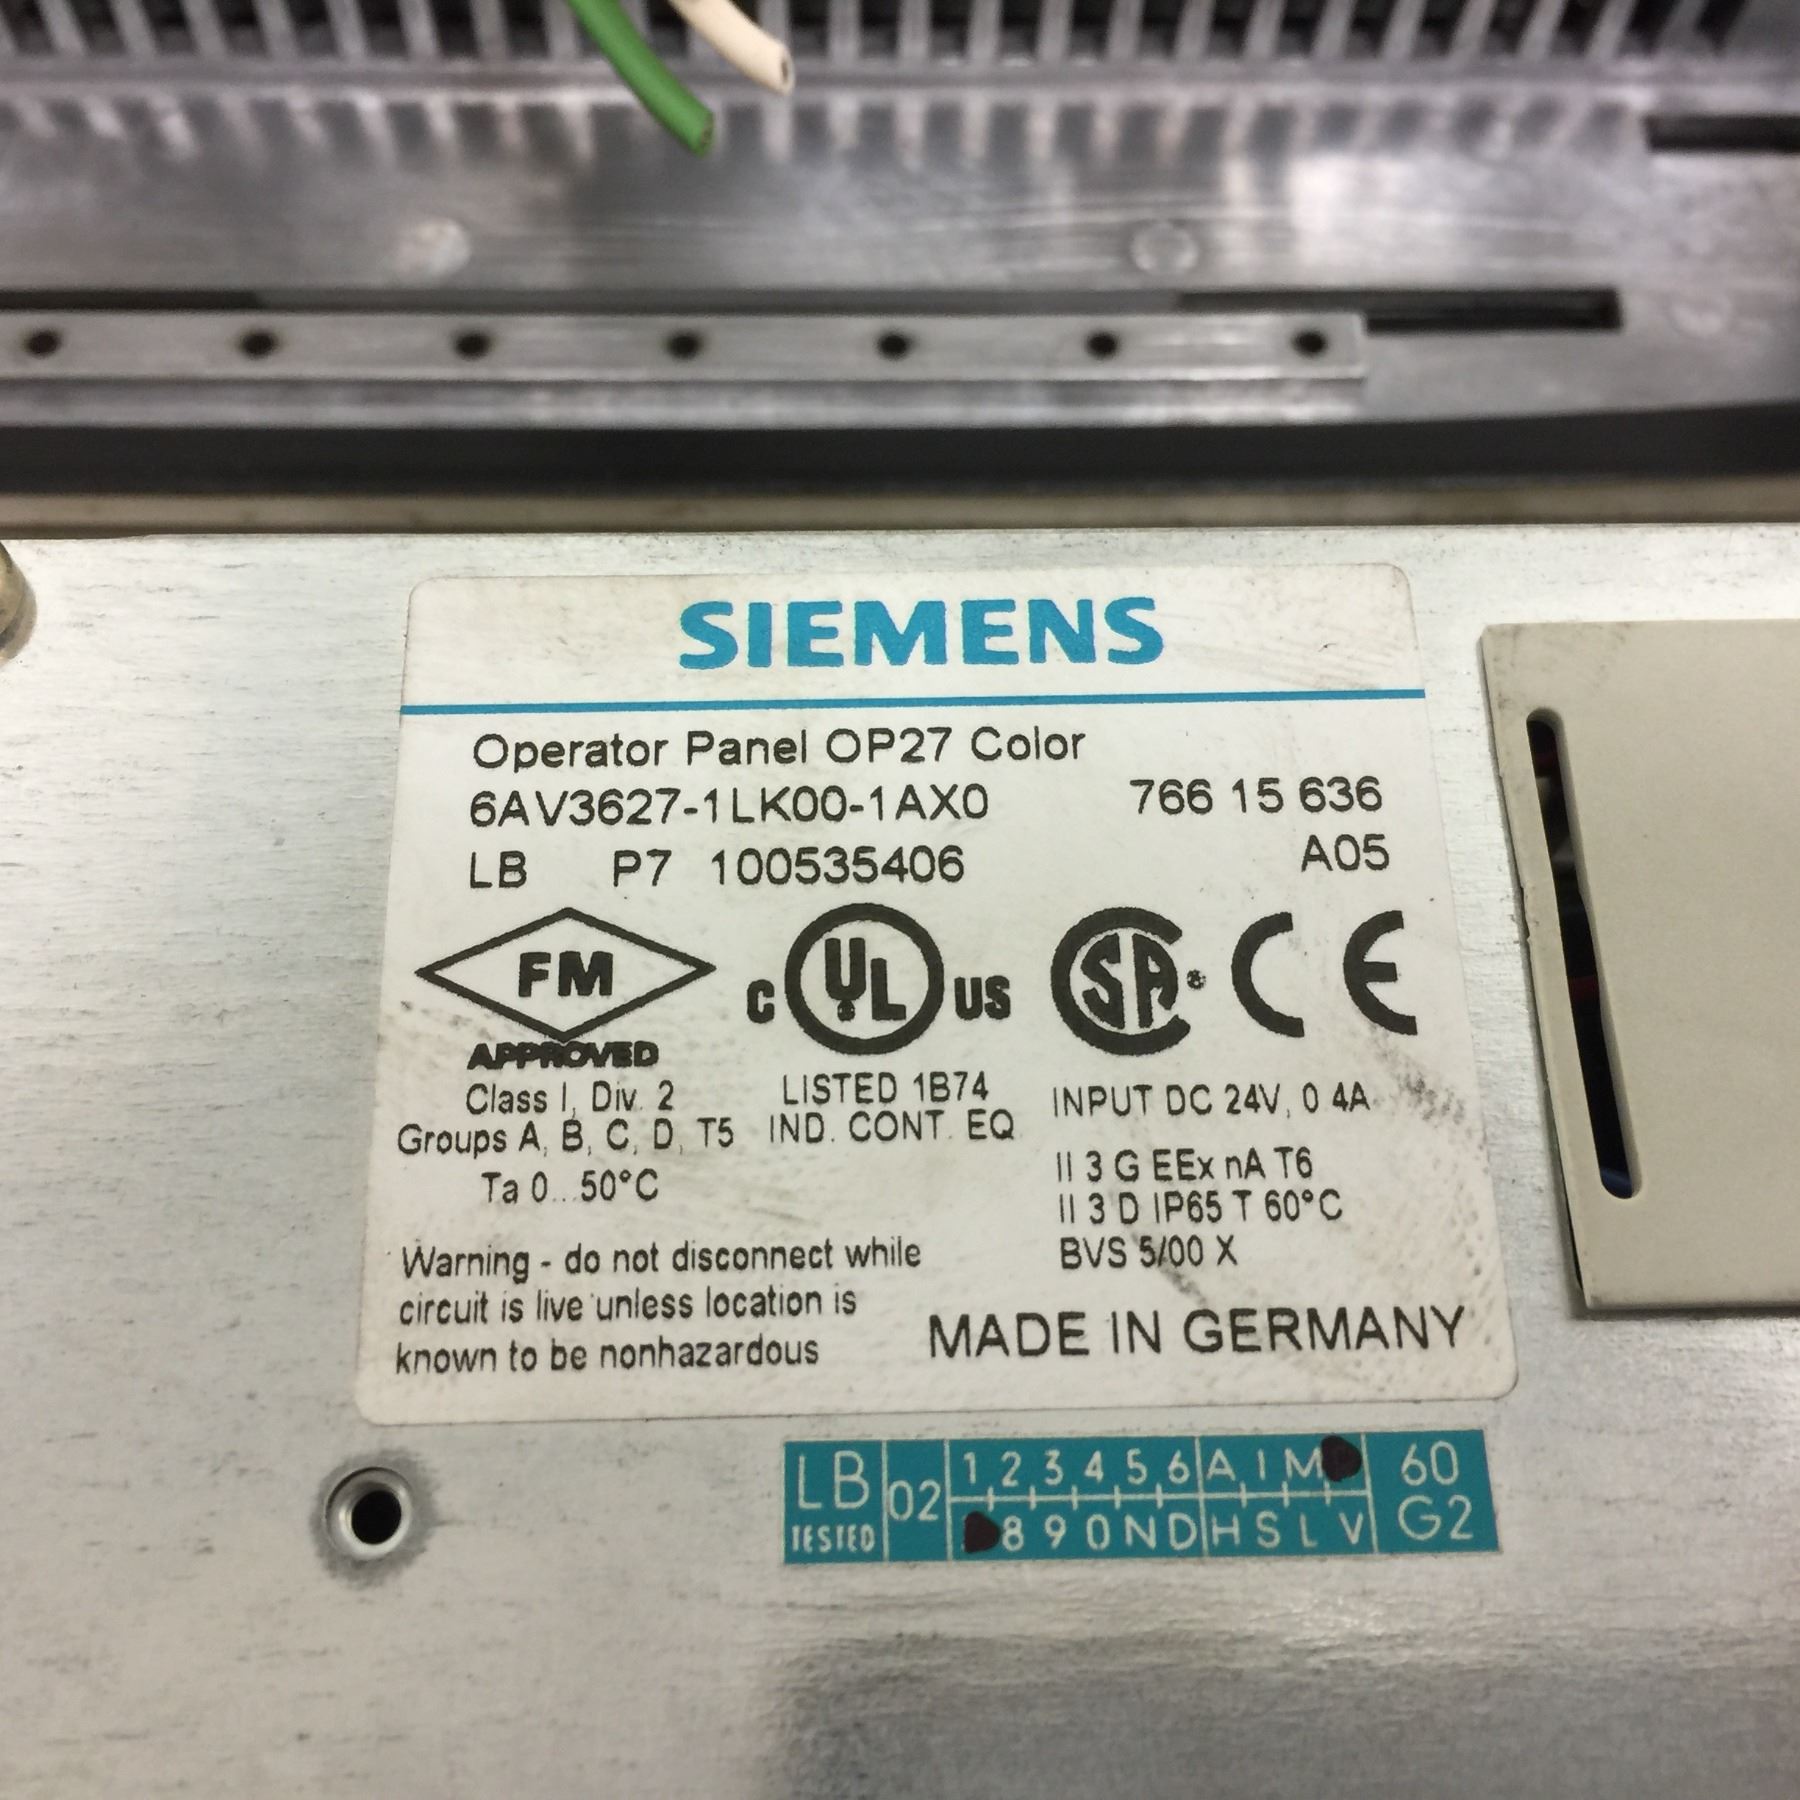 SIEMENS
Operator Panel OP27 Color
6AV3627-1LK00-1AX0 766 15 636
LB P7 100535406 A05
FM
APPROVED
C UL US
SA
CE
Class I, Div. 2
Groups A, B, C, D, T5
Ta 0...50°C
LISTED 1B74
IND. CONT. EQ
INPUT DC 24V, 0.4A
II 3 G EEx nA T6
II 3 D IP65 T 60°C
BVS 5/00 X
Warning - do not disconnect while
circuit is live unless location is
known to be nonhazardous
MADE IN GERMANY
LB
TESTED
02
1 2 3 4 5 6 A I M
8 9 0 N D H S L V
60
G2